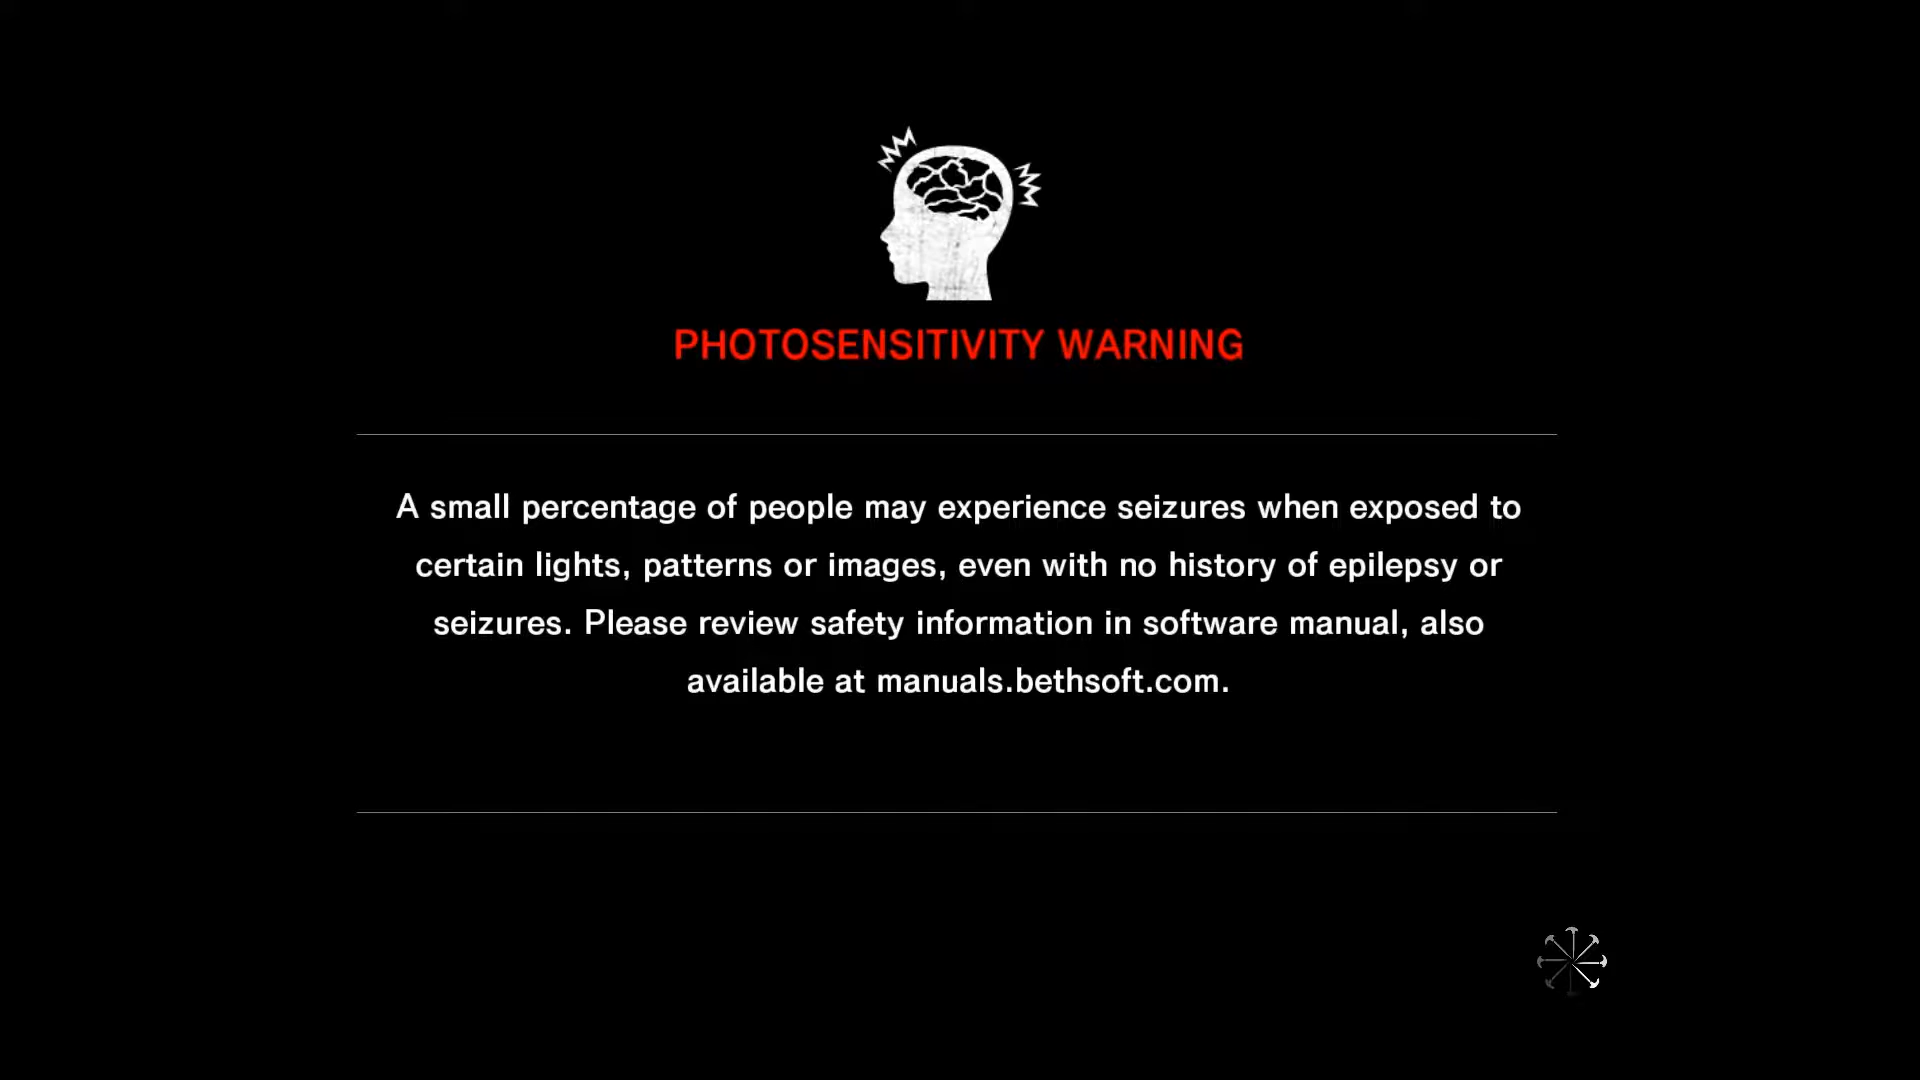 PHOTOSENSITIVITY WARNING
A small percentage of people may experience seizures when exposed to
certain lights, patterns or images, even with no history of epilepsy or
seizures. Please review safety information in software manual, also
available at manuals.bethsoft.com.